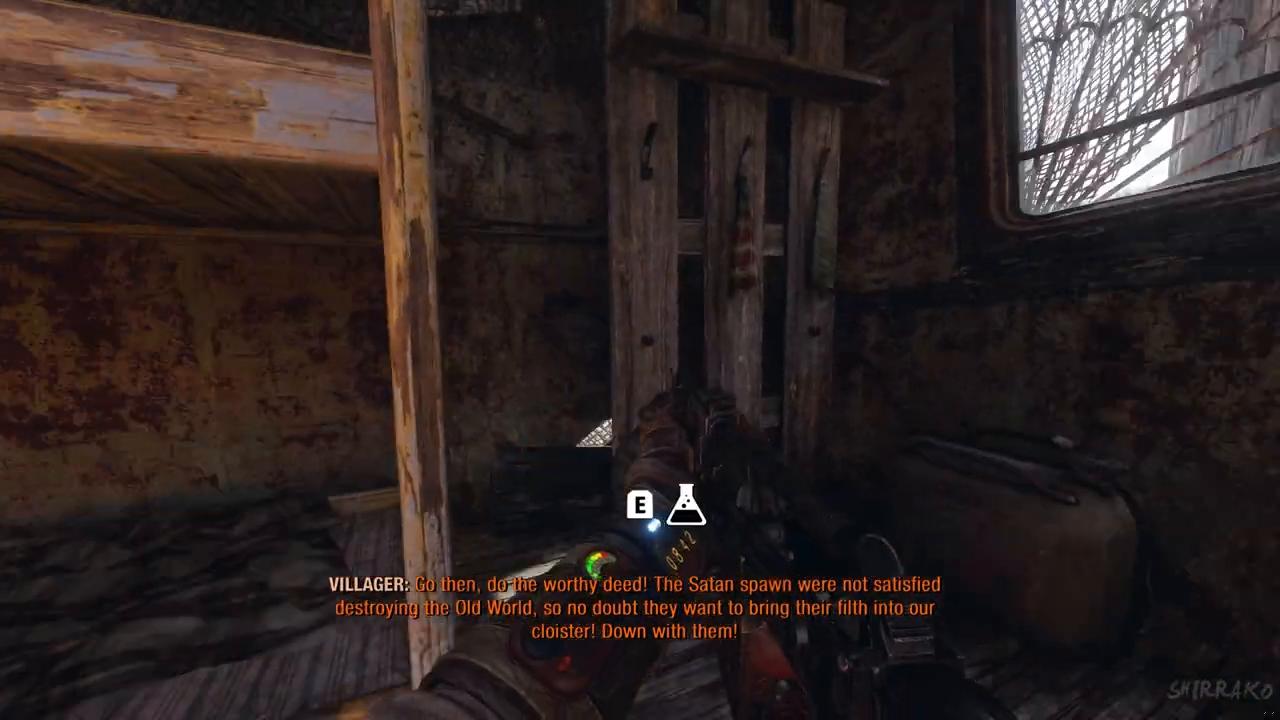 E
0842
VILLAGER: Go then, do the worthy deed! The Satan spawn were not satisfied
destroying the Old World, so no doubt they want to bring their filth into our
cloister! Down with them!
SHIRRAKO